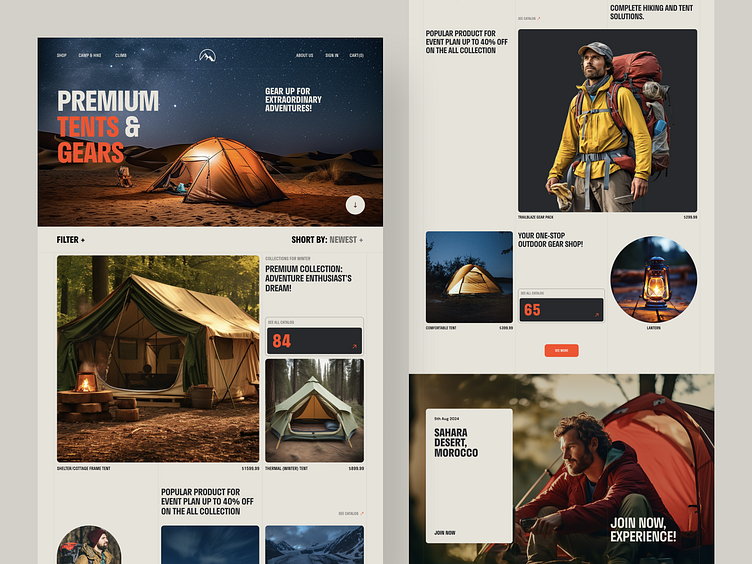 SHOP
CAMP & HIKE
CLIMB
ABOUT US
SIGN IN
CART(0)
PREMIUM
TENTS &
GEARS
GEAR UP FOR
EXTRAORDINARY
ADVENTURES!
FILTER +
SHORT BY: NEWEST +
COLLECTIONS FOR WINTER
PREMIUM COLLECTION:
ADVENTURE ENTHUSIAST'S
DREAM!
SEE ALL CATALOG
84
SHELTER/COTTAGE FRAME TENT
$1599.99
THERMAL (WINTER) TENT
$899.99
POPULAR PRODUCT FOR
EVENT PLAN UP TO 40% OFF
ON THE ALL COLLECTION
SEE CATALOG
COMPLETE HIKING AND TENT
SOLUTIONS.
SEE CATALOG
POPULAR PRODUCT FOR
EVENT PLAN UP TO 40% OFF
ON THE ALL COLLECTION
TRAILBLAZE GEAR PACK
$299.99
YOUR ONE-STOP
OUTDOOR GEAR SHOP!
SEE ALL CATALOG
65
COMFORTABLE TENT
$399.99
LANTERN
SEE MORE
5th Aug 2024
SAHARA
DESERT,
MOROCCO
JOIN NOW
JOIN NOW,
EXPERIENCE!